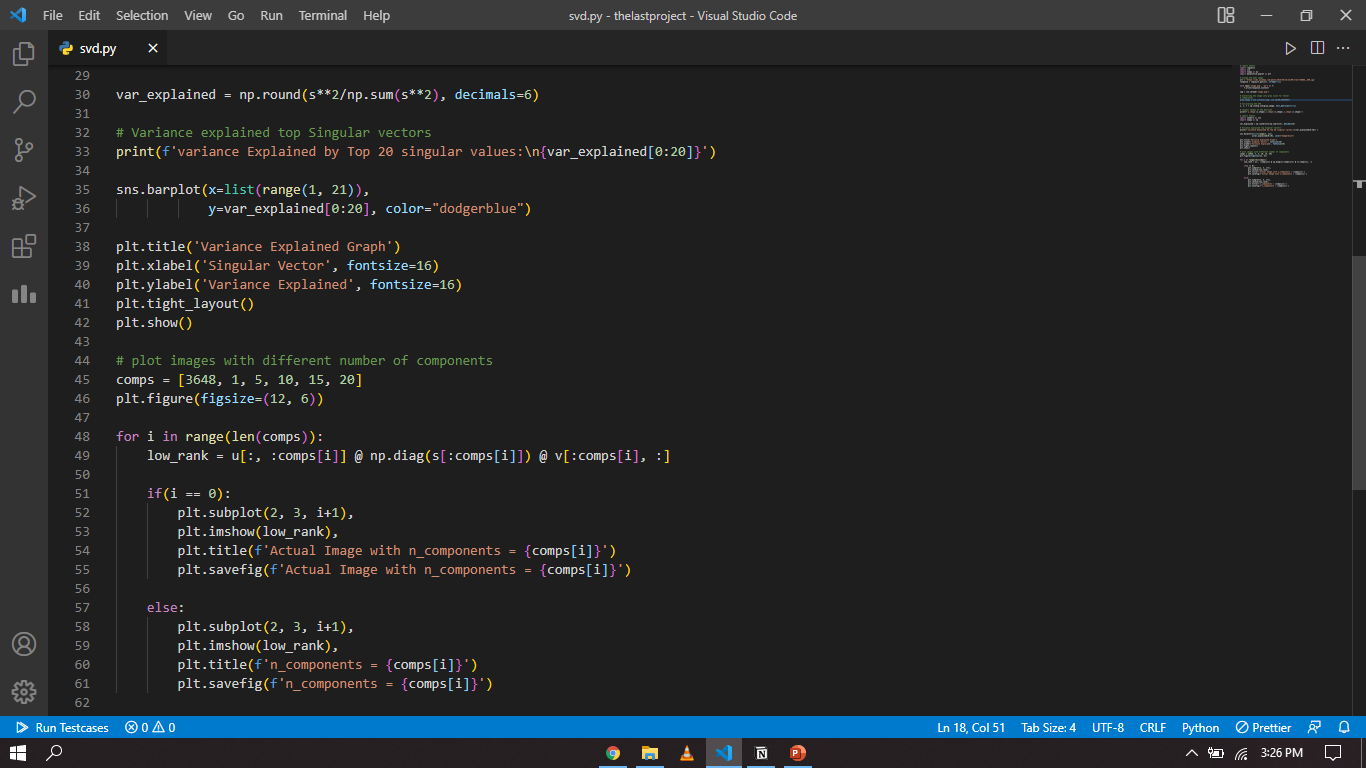 File Edit Selection View Go Run Terminal Help svd.py - thelastproject - Visual Studio Code
svd.py
29
30 var_explained = np.round(s**2/np.sum(s**2), decimals=6)
31
32 # Variance explained top Singular vectors
33 print(f'variance Explained by Top 20 singular values:\n{var_explained[0:20]}')
34
35 sns.barplot(x=list(range(1, 21)),
36 y=var_explained[0:20], color="dodgerblue")
37
38 plt.title('Variance Explained Graph')
39 plt.xlabel('Singular Vector', fontsize=16)
40 plt.ylabel('Variance Explained', fontsize=16)
41 plt.tight_layout()
42 plt.show()
43
44 # plot images with different number of components
45 comps = [3648, 1, 5, 10, 15, 20]
46 plt.figure(figsize=(12, 6))
47
48 for i in range(len(comps)):
49 low_rank = u[:, :comps[i]] @ np.diag(s[:comps[i]]) @ v[:comps[i], :]
50
51 if(i == 0):
52 plt.subplot(2, 3, i+1),
53 plt.imshow(low_rank),
54 plt.title(f'Actual Image with n_components = {comps[i]}')
55 plt.savefig(f'Actual Image with n_components = {comps[i]}')
56
57 else:
58 plt.subplot(2, 3, i+1),
59 plt.imshow(low_rank),
60 plt.title(f'n_components = {comps[i]}')
61 plt.savefig(f'n_components = {comps[i]}')
62
Run Testcases 0 0 Ln 18, Col 51 Tab Size: 4 UTF-8 CRLF Python Prettier
3:26 PM